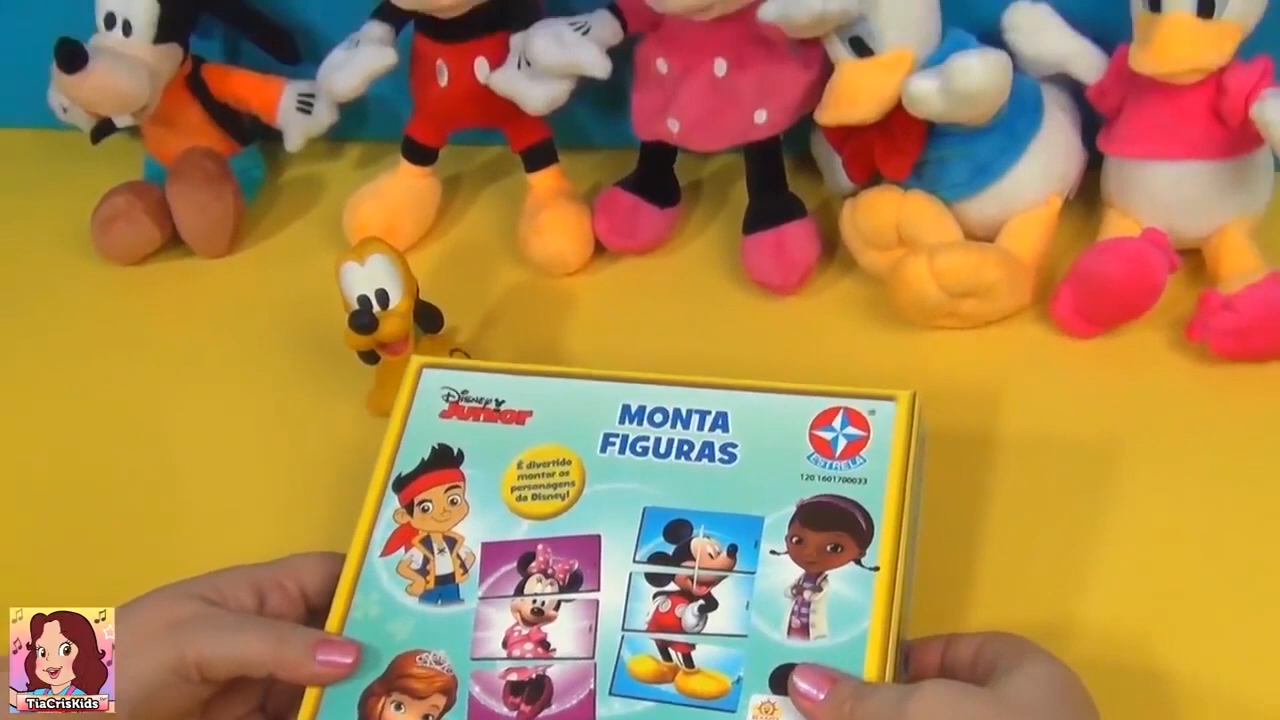 Disney
Junior
MONTA
FIGURAS
ESTRELA
120 1601700033
É divertido
montar os
personagens
da Disney!
TiaCrisKids